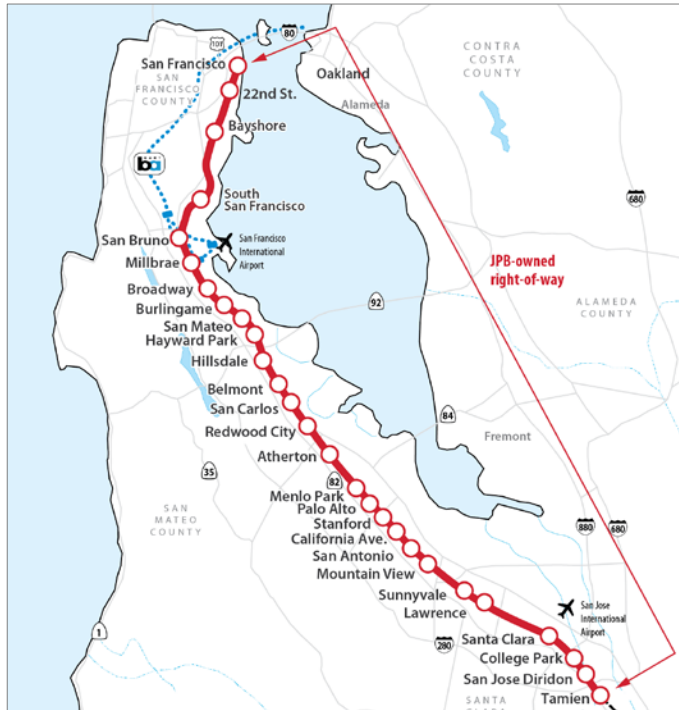 80
101
San Francisco
SAN
FRANCISCO
COUNTY
22nd St.
Bayshore
ba
South
San Francisco
San Bruno
San Francisco
International
Airport
Millbrae
Broadway
Burlingame
San Mateo
Hayward Park
Hillsdale
Belmont
San Carlos
Redwood City
Atherton
Menlo Park
Palo Alto
Stanford
California Ave.
San Antonio
Mountain View
Sunnyvale
Lawrence
Santa Clara
College Park
San Jose Diridon
Tamien
Oakland
Alameda
CONTRA
COSTA
COUNTY
680
JPB-owned
right-of-way
92
ALAMEDA
COUNTY
84
Fremont
35
82
SAN
MATEO
COUNTY
880
680
San Jose
International
Airport
1
280
SANTA